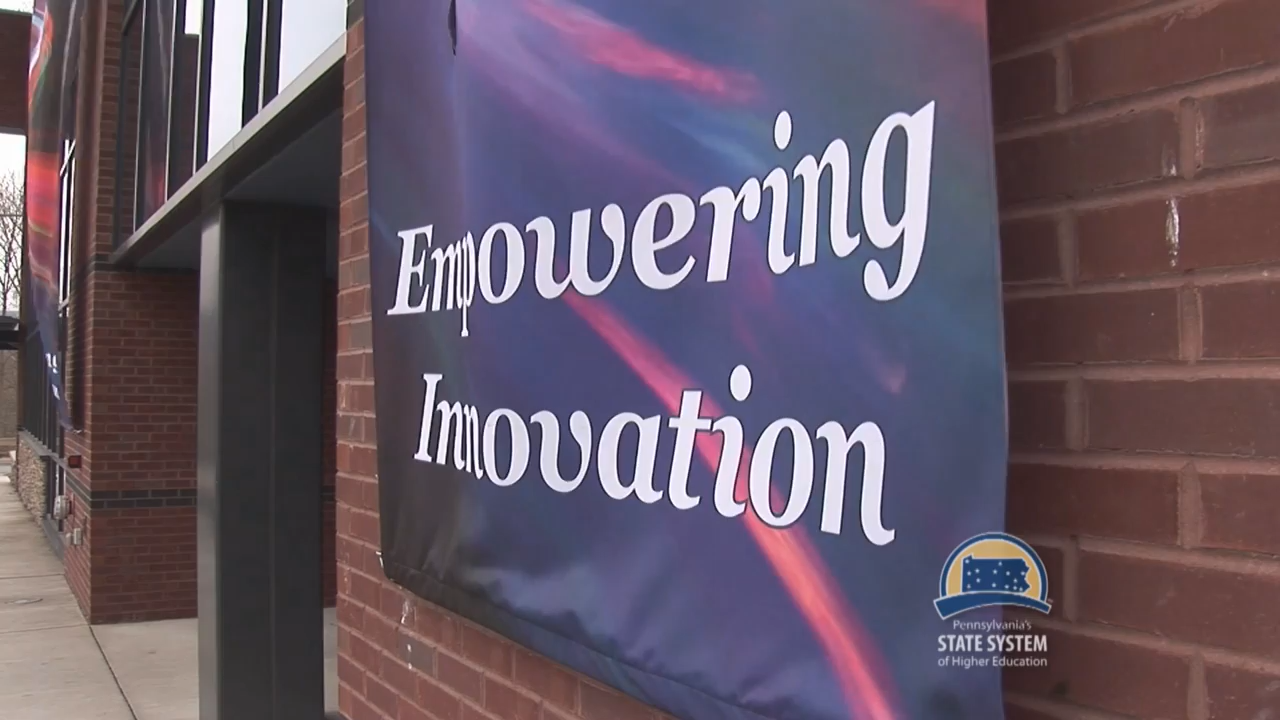 Empowering
Innovation
Pennsylvania's
STATE SYSTEM
of Higher Education